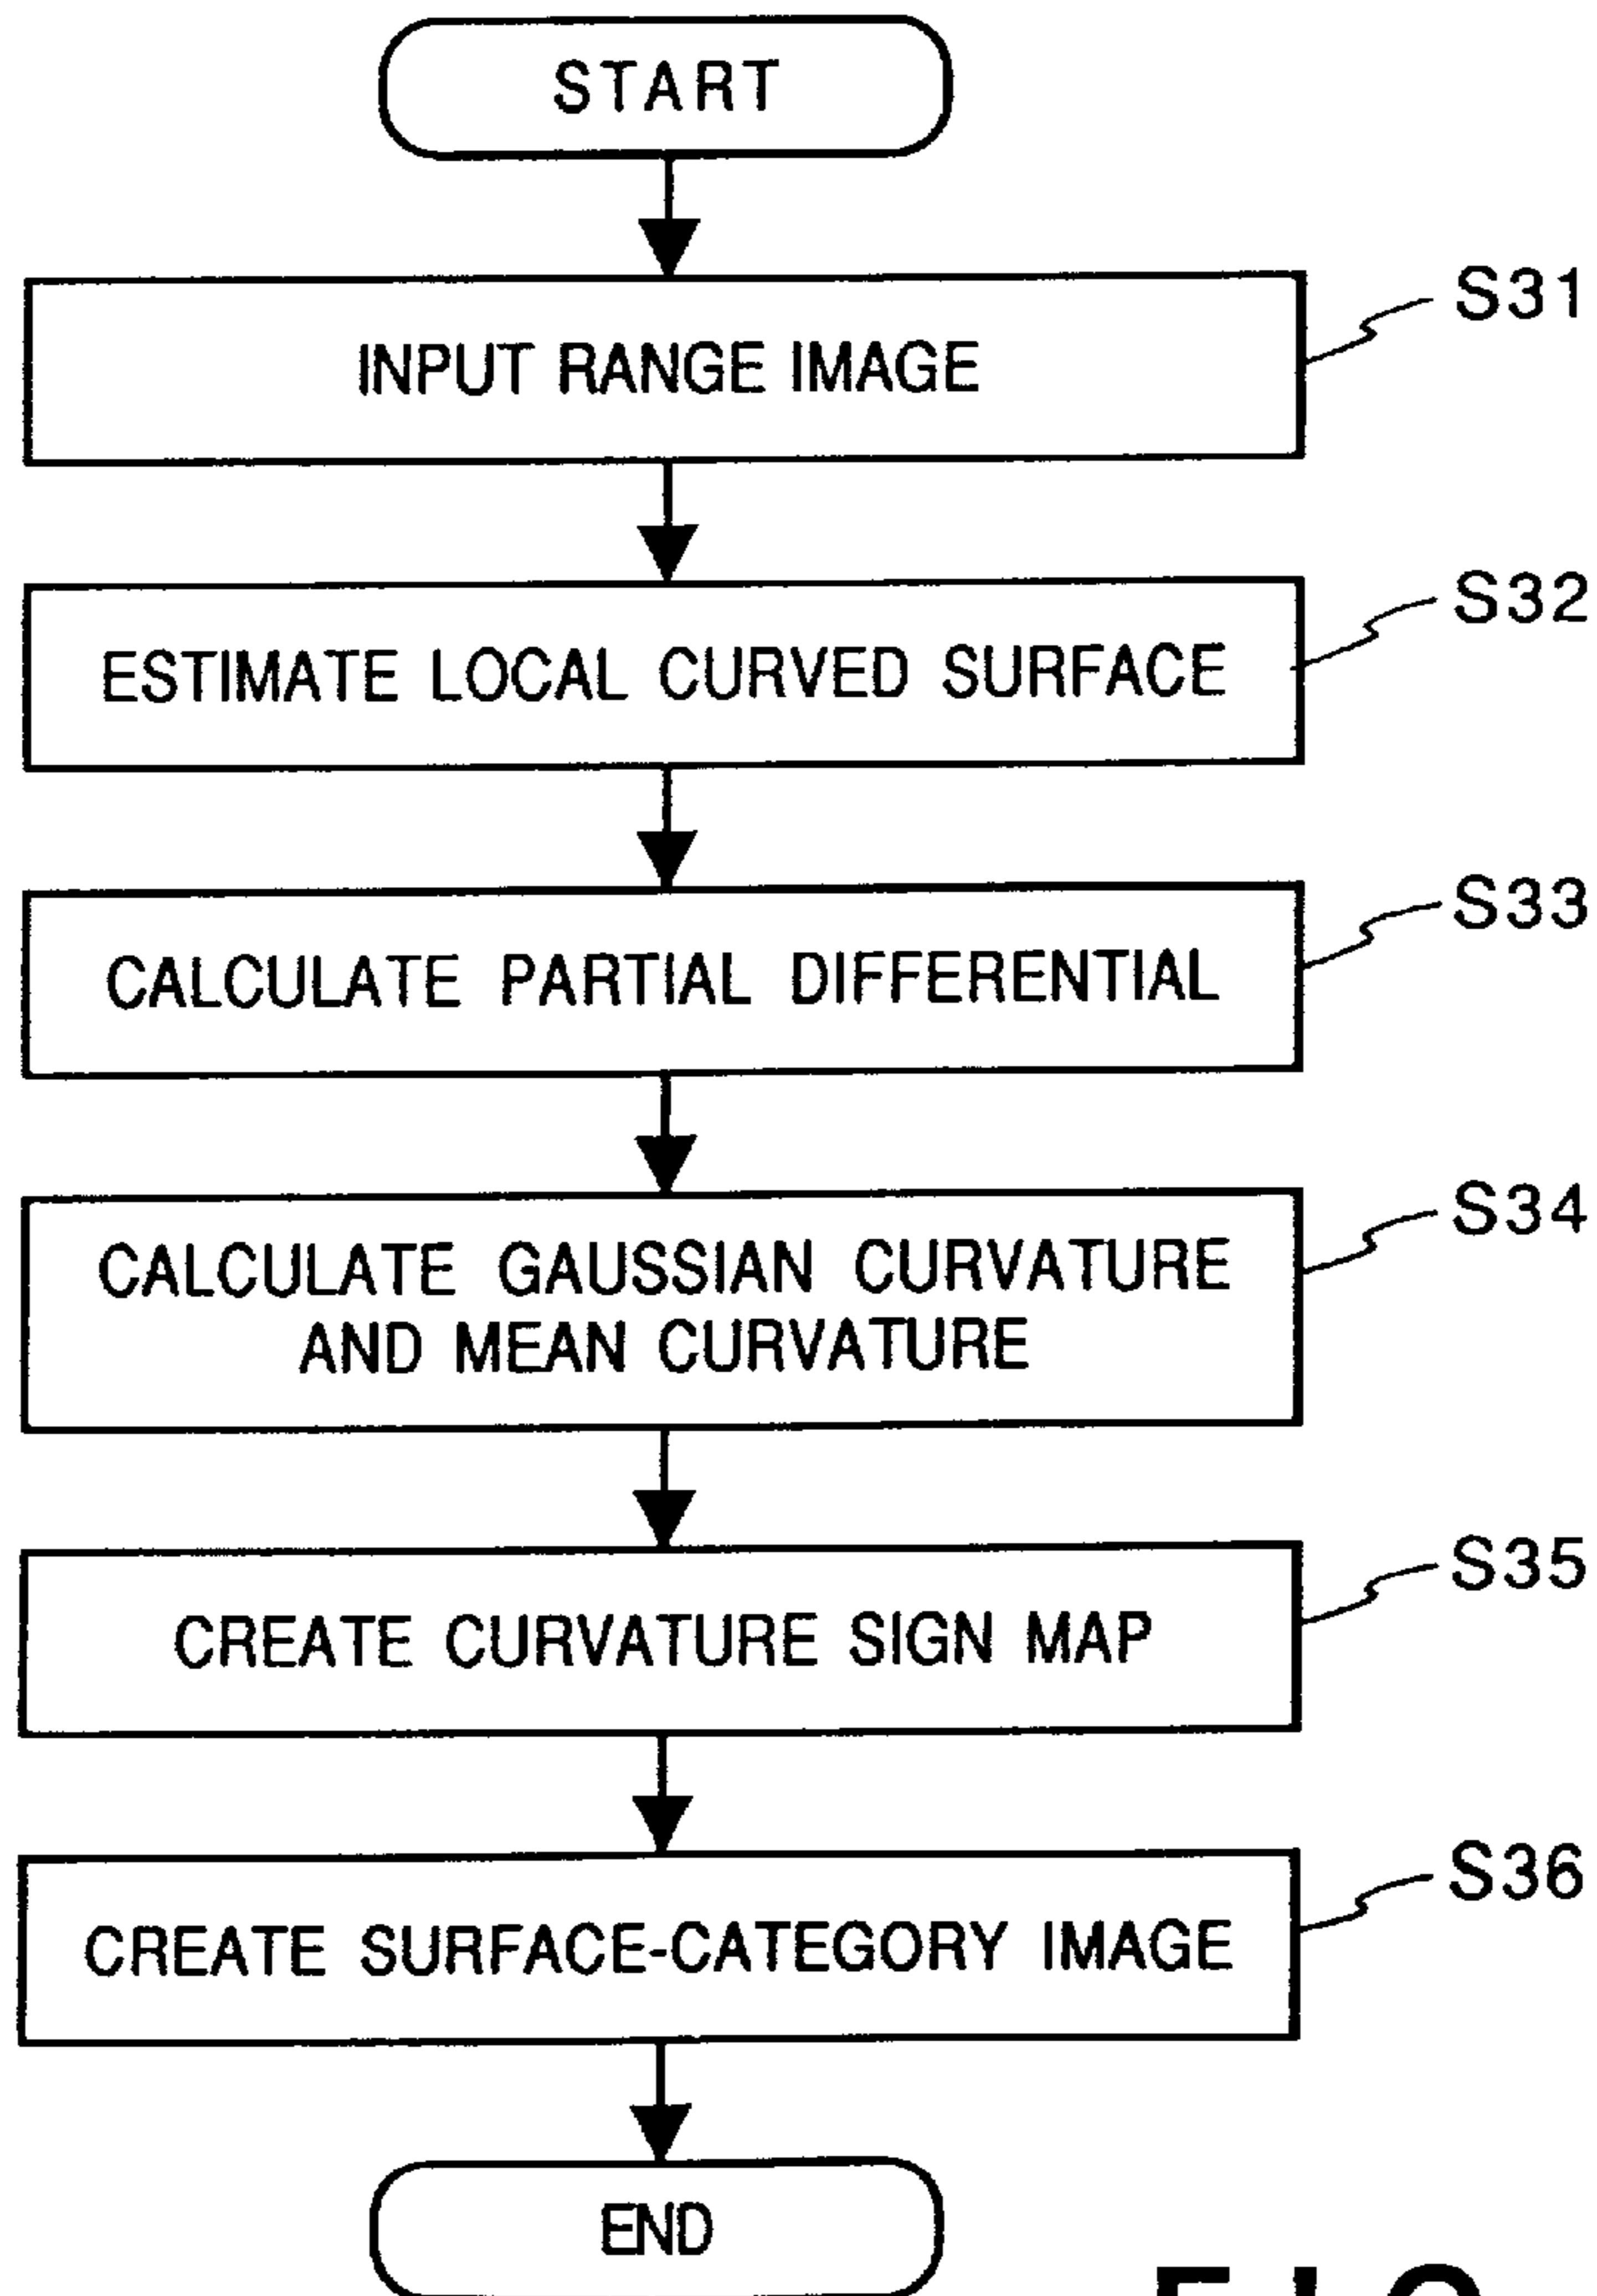 START
INPUT RANGE IMAGE
S31
ESTIMATE LOCAL CURVED SURFACE
S32
CALCULATE PARTIAL DIFFERENTIAL
S33
CALCULATE GAUSSIAN CURVATURE
AND MEAN CURVATURE
S34
CREATE CURVATURE SIGN MAP
S35
CREATE SURFACE-CATEGORY IMAGE
S36
END